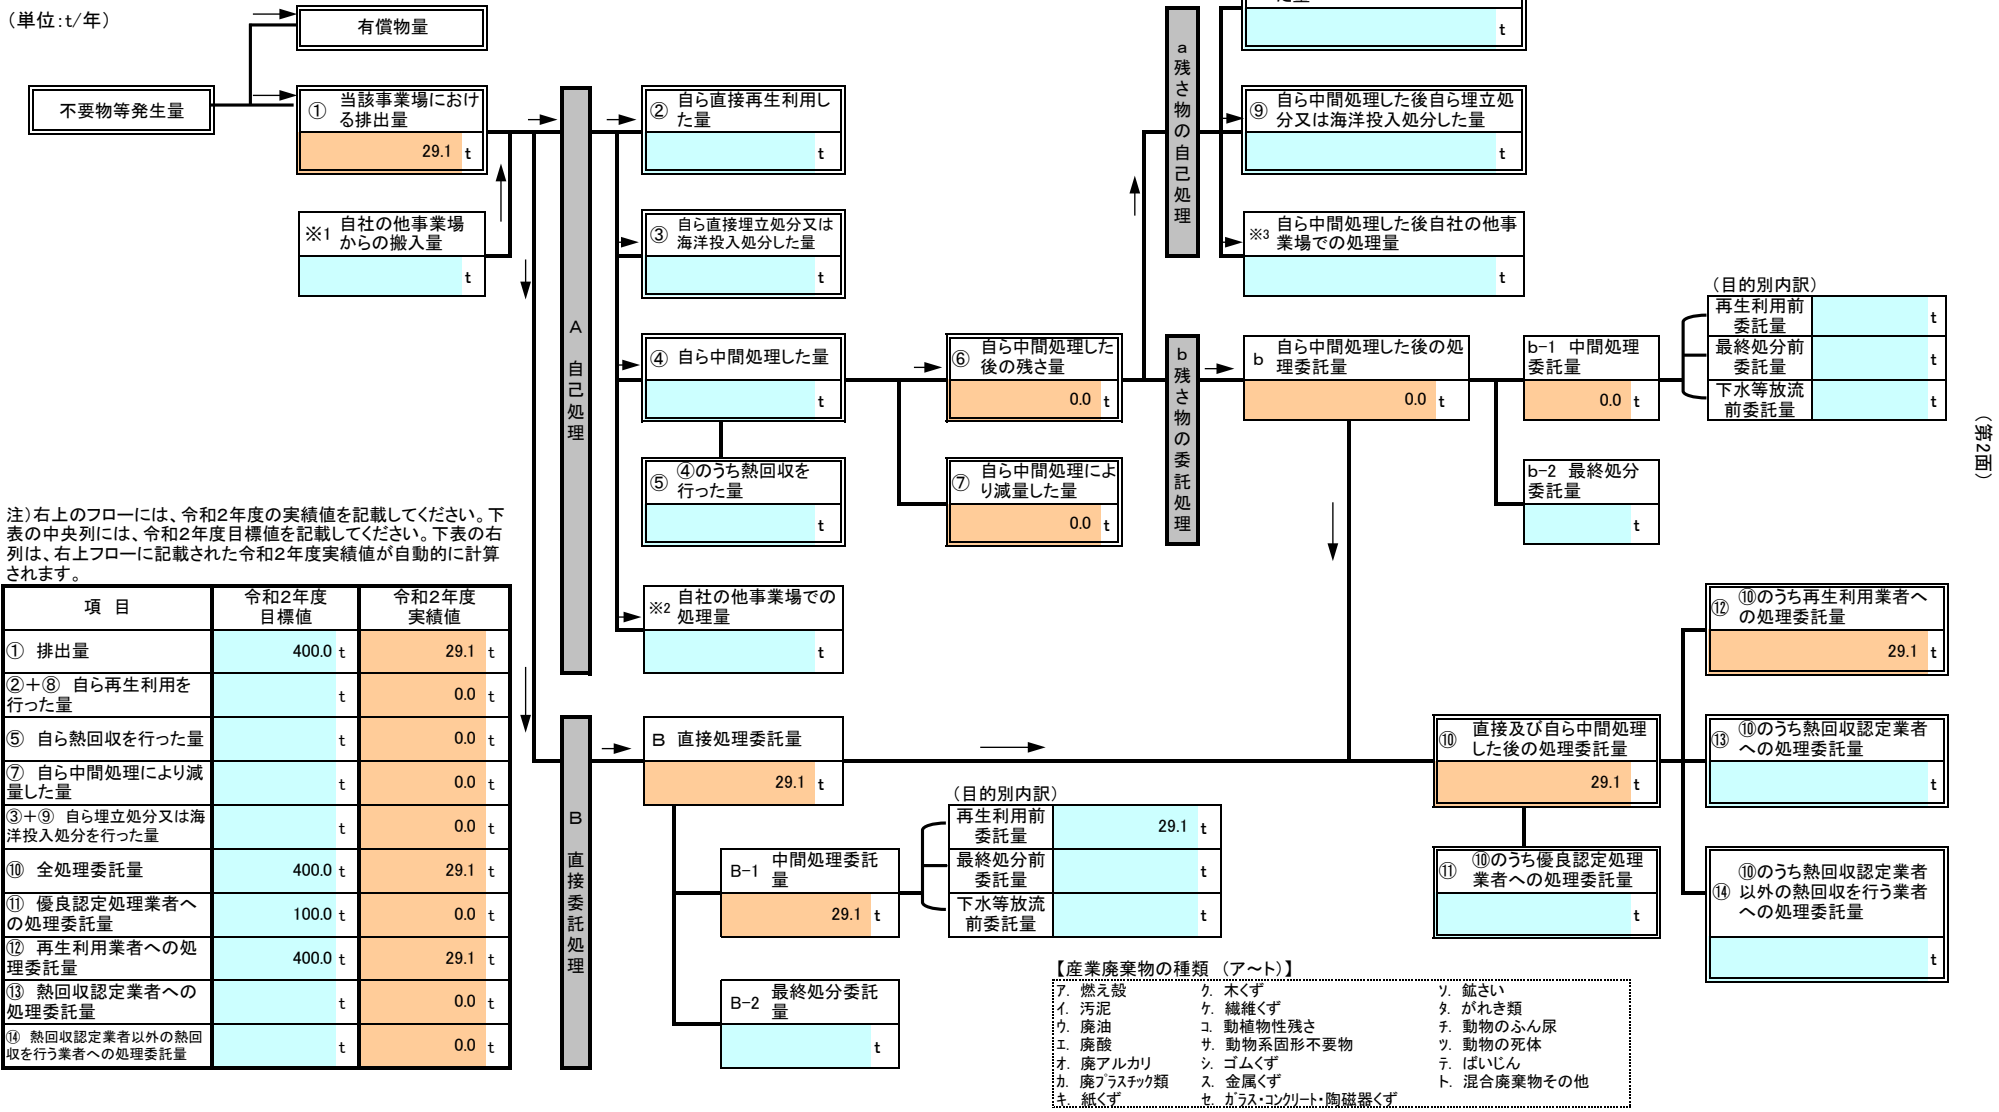 （単位：t/年）
有償物量
不要物等発生量
① 当該事業場におけ
る排出量
29.1 t
※1 自社の他事業場
からの搬入量
t
A 自己処理
② 自ら直接再生利用し
た量
t
③ 自ら直接埋立処分又は
海洋投入処分した量
t
④ 自ら中間処理した量
t
⑤ ④のうち熱回収を
行った量
t
※2 自社の他事業場での
処理量
t
⑥ 自ら中間処理した
後の残さ量
0.0 t
⑦ 自ら中間処理によ
り減量した量
0.0 t
a 残さ物の自己処理
t
⑨ 自ら中間処理した後自ら埋立処
分又は海洋投入処分した量
t
※3 自ら中間処理した後自社の他事
業場での処理量
t
b 残さ物の委託処理
b 自ら中間処理した後の処
理委託量
0.0 t
b-1 中間処理
委託量
0.0 t
b-2 最終処分
委託量
t
（目的別内訳）
再生利用前
委託量
t
最終処分前
委託量
t
下水等放流
前委託量
t
（第2面）
注）右上のフローには、令和２年度の実績値を記載してください。下
表の中央列には、令和２年度目標値を記載してください。下表の右
列は、右上フローに記載された令和２年度実績値が自動的に計算
されます。
項 目
令和２年度
目標値
令和２年度
実績値
① 排出量 400.0 t 29.1 t
②＋⑧ 自ら再生利用を
行った量 t 0.0 t
⑤ 自ら熱回収を行った量 t 0.0 t
⑦ 自ら中間処理により減
量した量 t 0.0 t
③＋⑨ 自ら埋立処分又は海
洋投入処分を行った量 t 0.0 t
⑩ 全処理委託量 400.0 t 29.1 t
⑪ 優良認定処理業者へ
の処理委託量 100.0 t 0.0 t
⑫ 再生利用業者への処
理委託量 400.0 t 29.1 t
⑬ 熱回収認定業者への
処理委託量 t 0.0 t
⑭ 熱回収認定業者以外の熱回
収を行う業者への処理委託量 t 0.0 t
B 直接委託処理
B 直接処理委託量
29.1 t
B-1 中間処理委託
量
29.1 t
B-2 最終処分委託
量
t
（目的別内訳）
再生利用前
委託量
29.1 t
最終処分前
委託量
t
下水等放流
前委託量
t
⑩ 直接及び自ら中間処理
した後の処理委託量
29.1 t
⑪ ⑩のうち優良認定処理
業者への処理委託量
t
⑫ ⑩のうち再生利用業者へ
の処理委託量
29.1 t
⑬ ⑩のうち熱回収認定業者
への処理委託量
t
⑭ ⑩のうち熱回収認定業者
以外の熱回収を行う業者
への処理委託量
t
【産業廃棄物の種類 （ア～ト）】
ア. 燃え殻 ク. 木くず ソ. 鉱さい
イ. 汚泥 ケ. 繊維くず タ. がれき類
ウ. 廃油 コ. 動植物性残さ チ. 動物のふん尿
エ. 廃酸 サ. 動物系固形不要物 ツ. 動物の死体
オ. 廃アルカリ シ. ゴムくず テ. ばいじん
カ. 廃プラスチック類 ス. 金属くず ト. 混合廃棄物その他
キ. 紙くず セ. ガラス・コンクリート・陶磁器くず